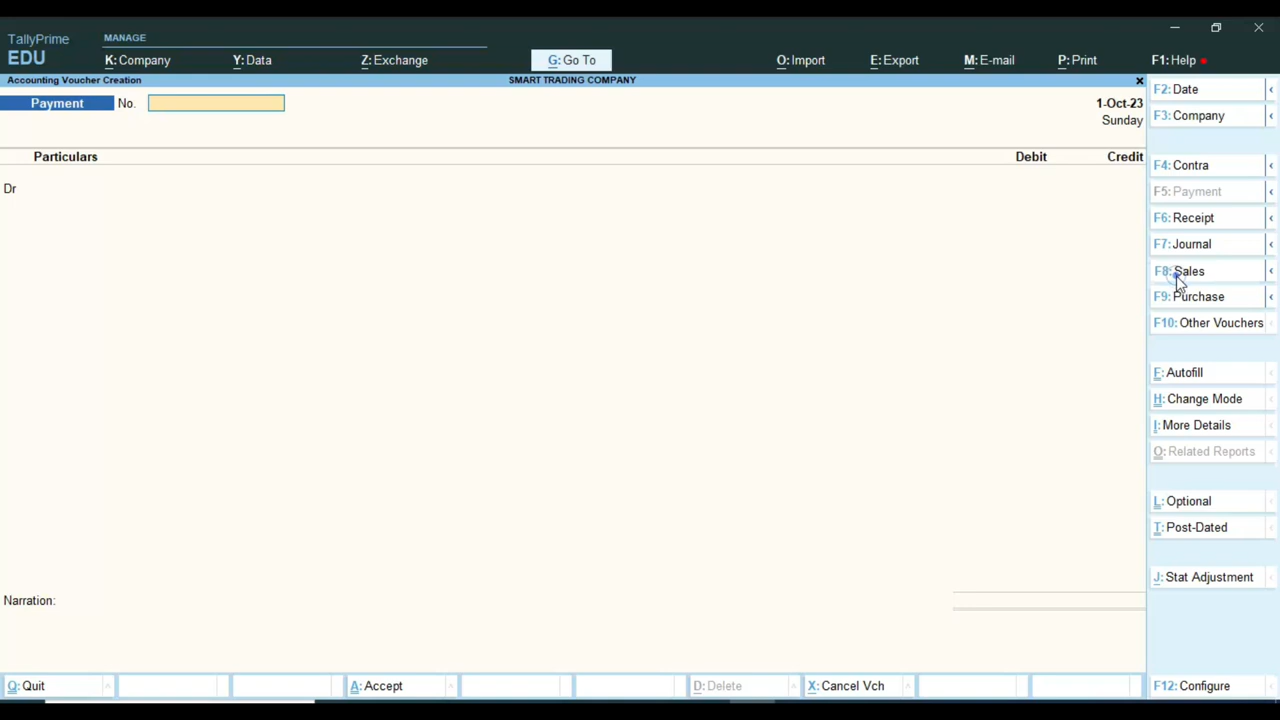 TallyPrime
EDU
MANAGE
K: Company
Y: Data
Z: Exchange
G: Go To
O: Import
E: Export
M: E-mail
P: Print
F1: Help
Accounting Voucher Creation
SMART TRADING COMPANY
x
Payment
No.
1-Oct-23
Sunday
Particulars
Debit
Credit
Dr
Narration:
F2: Date
F3: Company
F4: Contra
F5: Payment
F6: Receipt
F7: Journal
F8: Sales
F9: Purchase
F10: Other Vouchers
F: Autofill
H: Change Mode
I: More Details
O: Related Reports
L: Optional
T: Post-Dated
J: Stat Adjustment
Q: Quit
A: Accept
D: Delete
X: Cancel Vch
F12: Configure